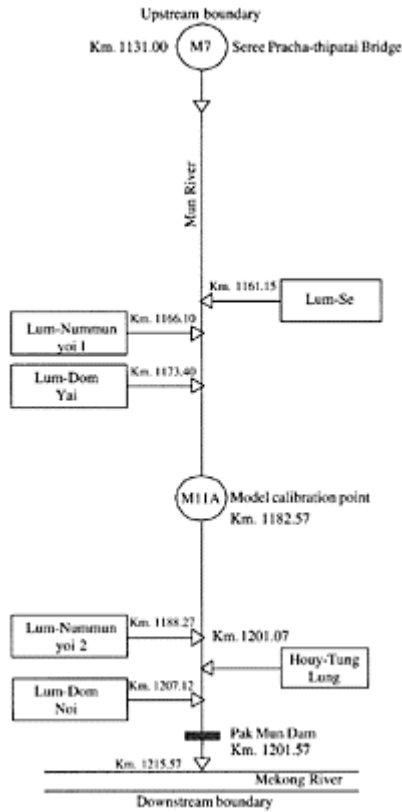 Upstream boundary
Km. 1131.00
M7
Seree Pracha-thipatai Bridge
Mun River
Km. 1161.15
Lum-Se
Km. 1166.10
Lum-Nummun
yoi 1
Km. 1173.40
Lum-Dom
Yai
M11A
Model calibration point
Km. 1182.57
Km. 1188.27
Lum-Nummun
yoi 2
Km. 1201.07
Houy-Tung
Lung
Km. 1207.12
Lum-Dom
Noi
Pak Mun Dam
Km. 1201.57
Km. 1215.57
Mekong River
Downstream boundary